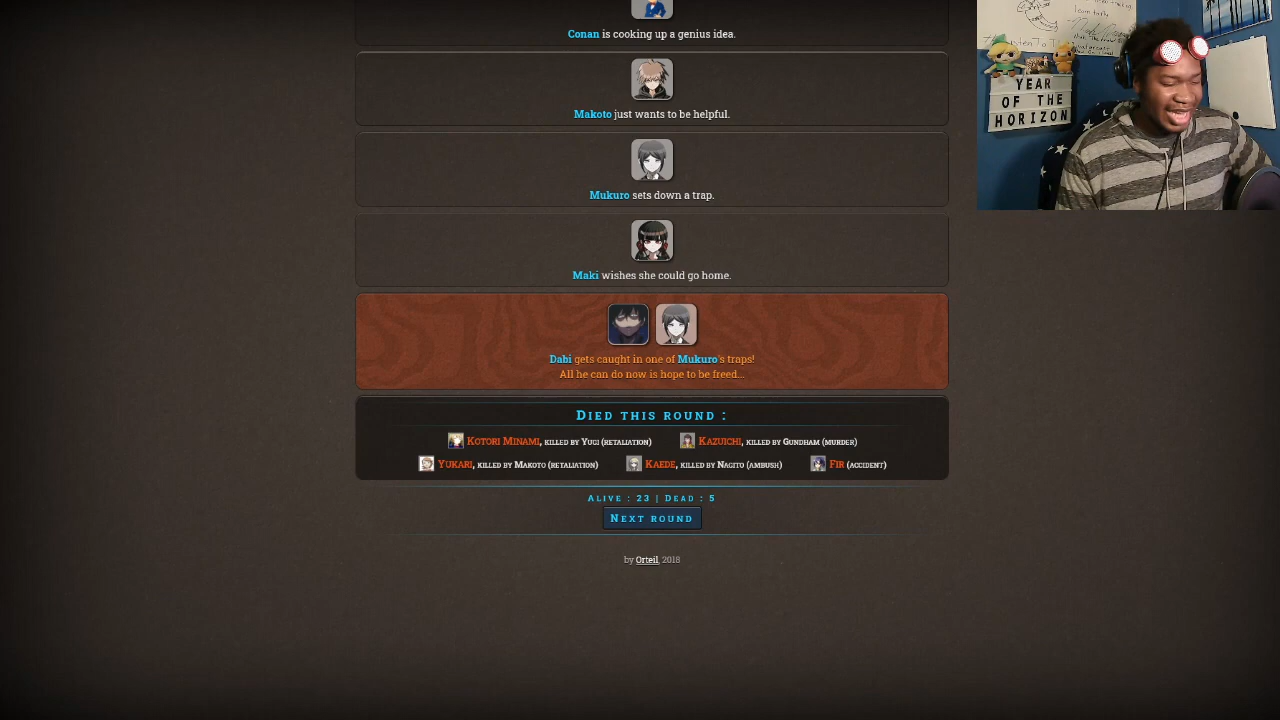 Conan is cooking up a genius idea.
Makoto just wants to be helpful.
Mukuro sets down a trap.
Maki wishes she could go home.
Dabi gets caught in one of Mukuro's traps!
All he can do now is hope to be freed...
Died this round :
Kotori Minami, killed by Yugi (retaliation) Kazuichi, killed by Gundham (murder)
Yukari, killed by Makoto (retaliation) Kaede, killed by Nagito (ambush) Fir (accident)
Alive : 23 | Dead : 5
Next round
by Orteil, 2018
YEAR
OF THE
HORIZON